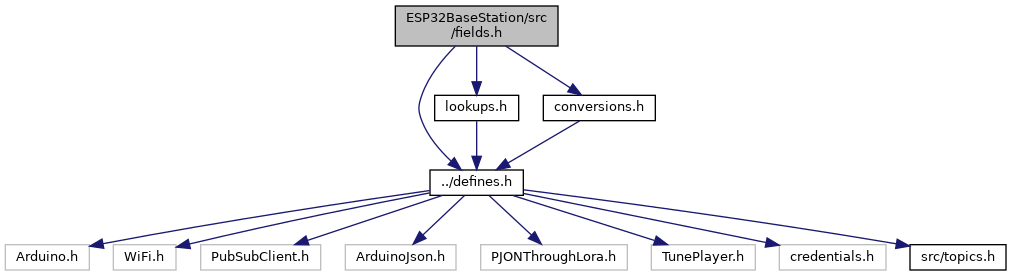 ESP32BaseStation/src
/fields.h
lookups.h
conversions.h
../defines.h
Arduino.h
WiFi.h
PubSubClient.h
ArduinoJson.h
PJONThroughLora.h
TunePlayer.h
credentials.h
src/topics.h